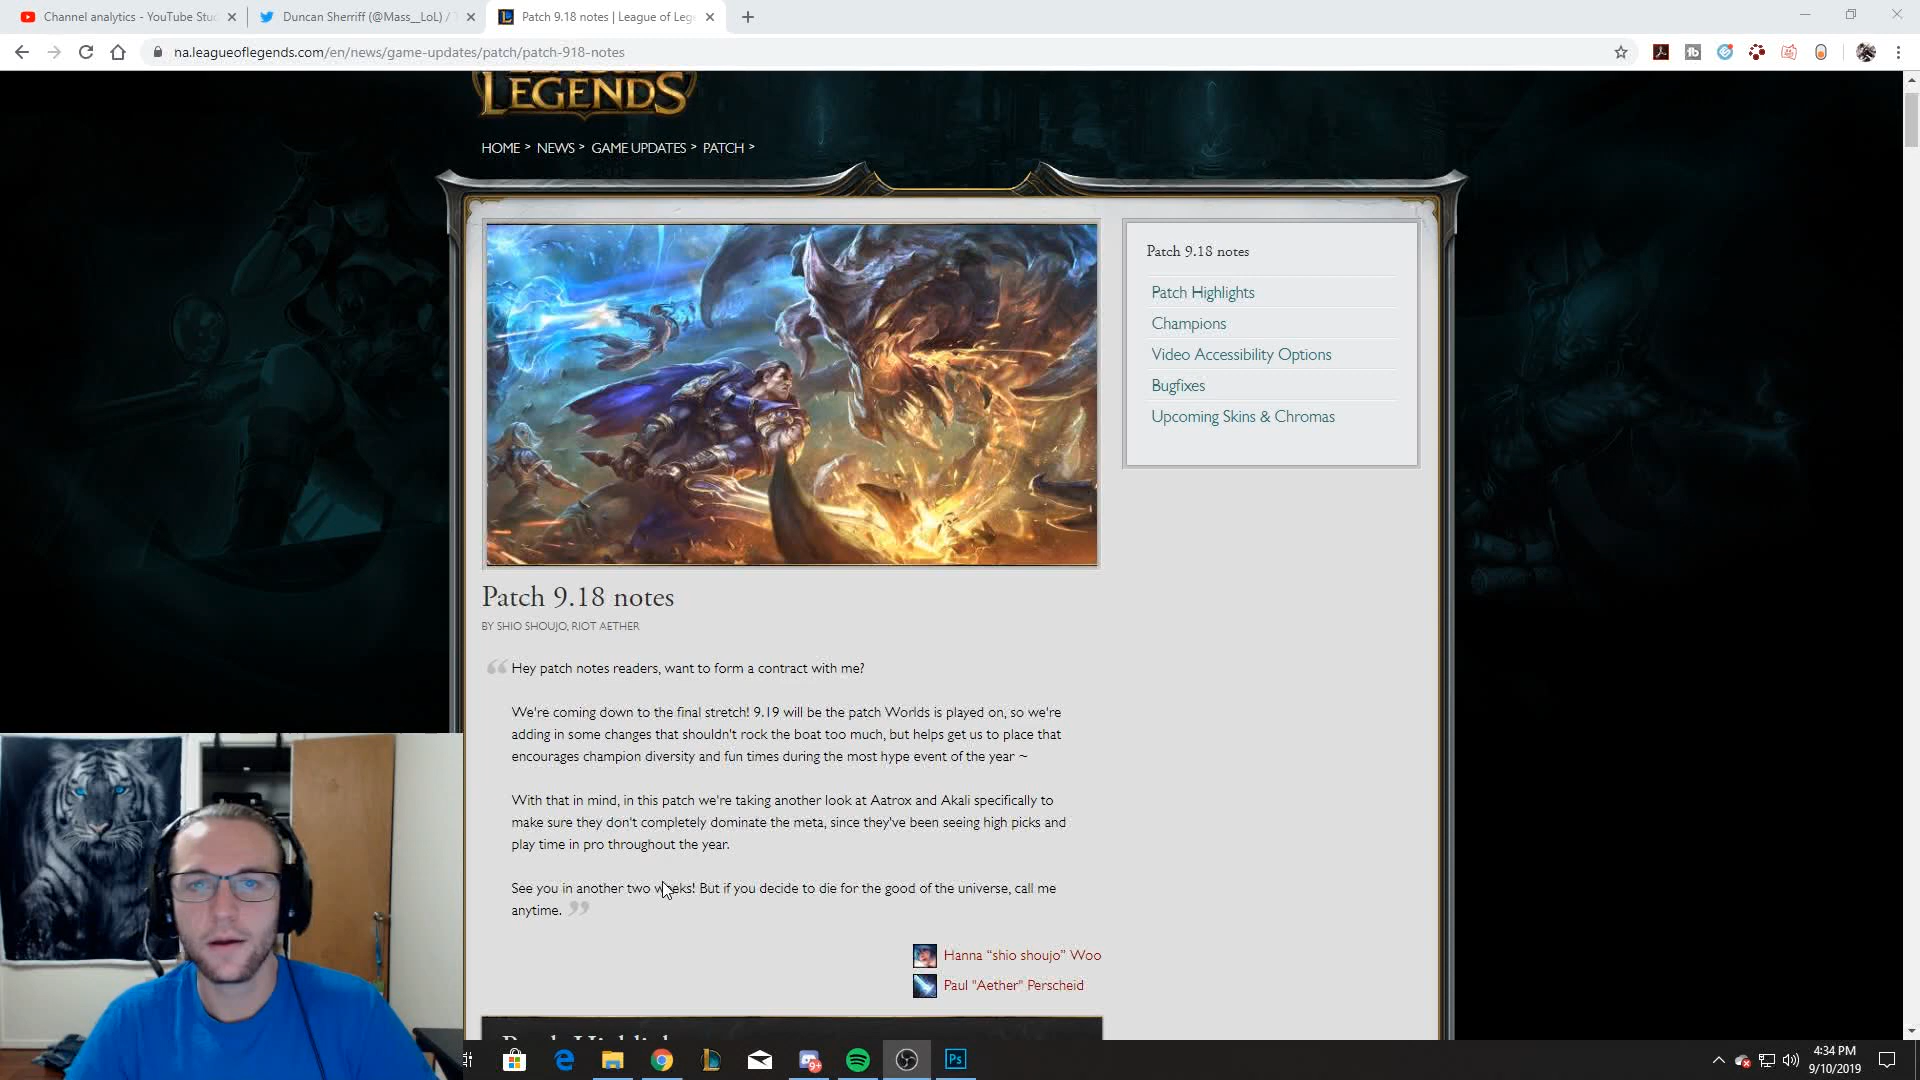 Channel analytics - YouTube Stud
Duncan Sherriff (@Mass__LoL) / T
Patch 9.18 notes | League of Lege
na.leagueoflegends.com/en/news/game-updates/patch/patch-918-notes
LEGENDS
HOME > NEWS > GAME UPDATES > PATCH >
Patch 9.18 notes
Patch Highlights
Champions
Video Accessibility Options
Bugfixes
Upcoming Skins & Chromas
Patch 9.18 notes
BY SHIO SHOUJO, RIOT AETHER
“ Hey patch notes readers, want to form a contract with me?
We're coming down to the final stretch! 9.19 will be the patch Worlds is played on, so we're
adding in some changes that shouldn't rock the boat too much, but helps get us to place that
encourages champion diversity and fun times during the most hype event of the year ~
With that in mind, in this patch we're taking another look at Aatrox and Akali specifically to
make sure they don't completely dominate the meta, since they've been seeing high picks and
play time in pro throughout the year.
See you in another two weeks! But if you decide to die for the good of the universe, call me
anytime. ”
Hanna “shio shoujo” Woo
Paul "Aether" Perscheid
9+
Ps
4:34 PM
9/10/2019